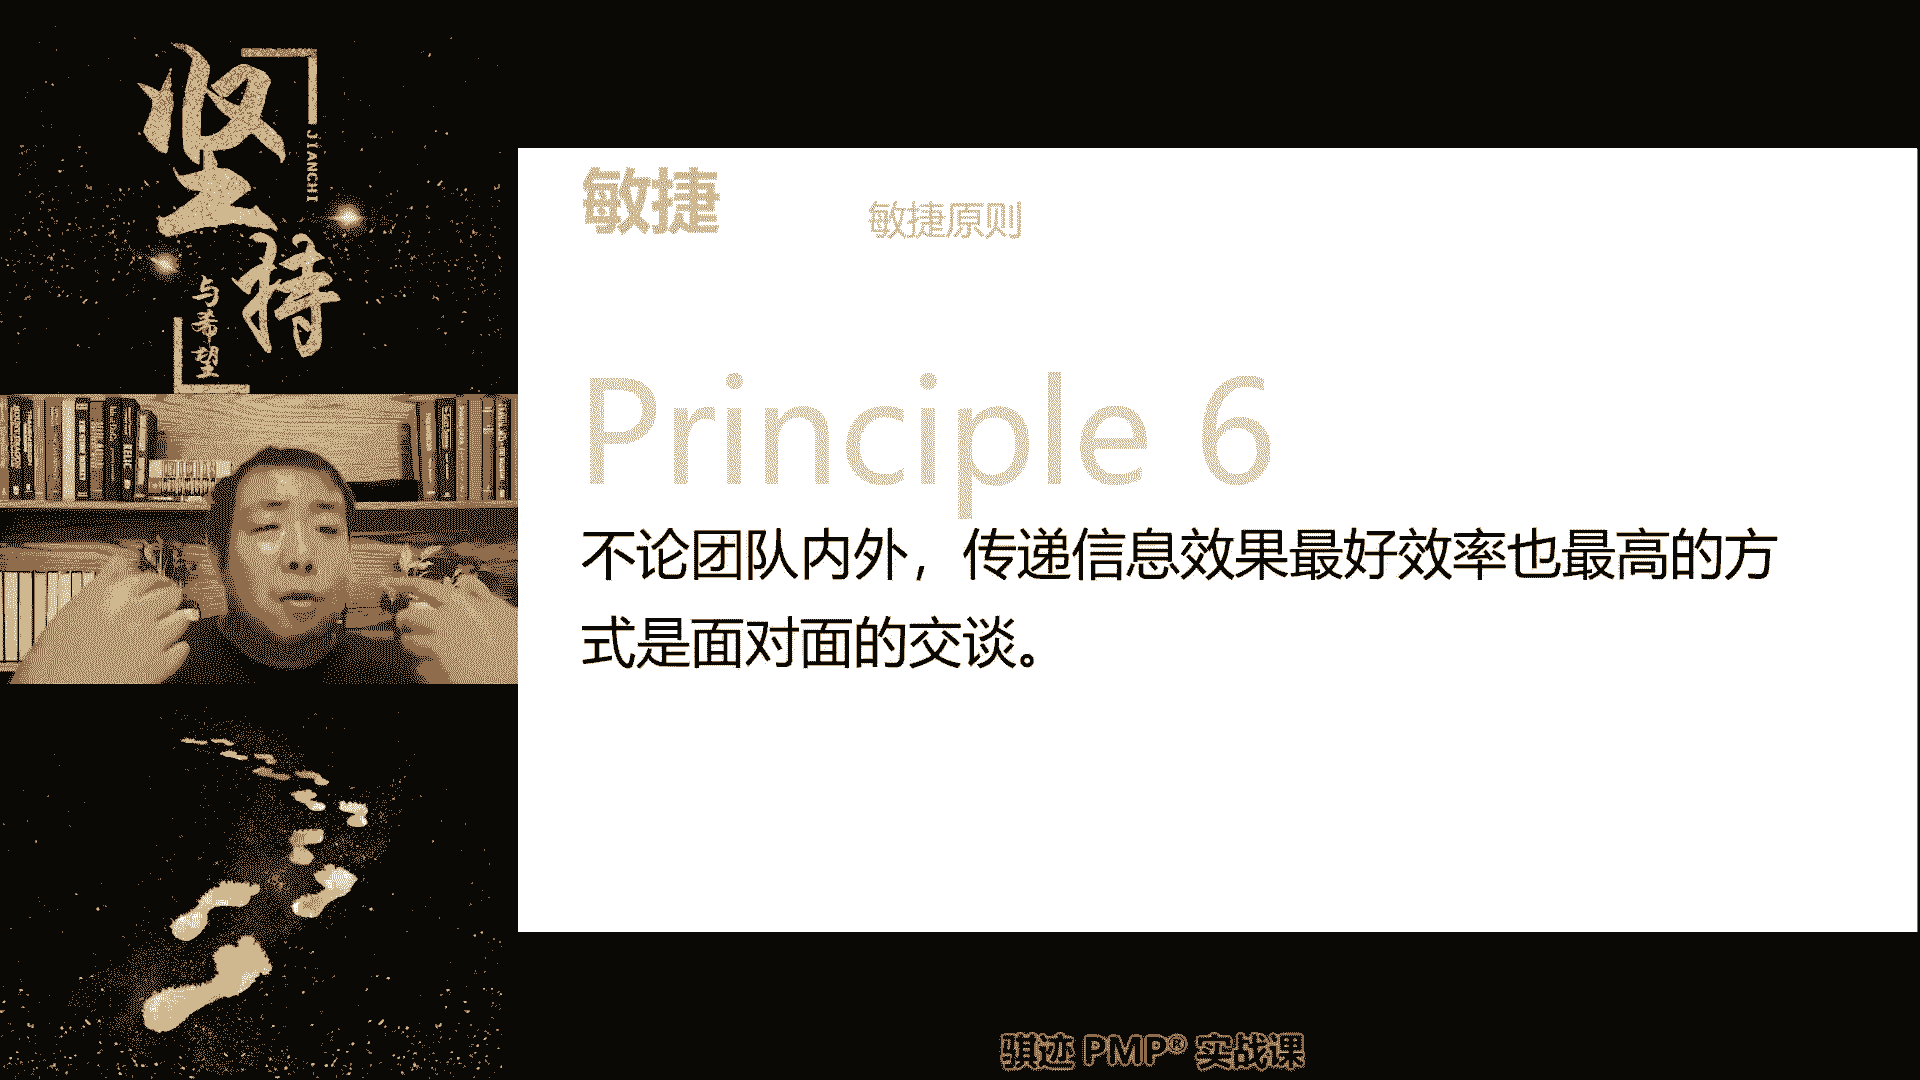 坚持
JIANCHI
与希望
敏捷
敏捷原则
Principle 6
不论团队内外，传递信息效果最好效率也最高的方
式是面对面的交谈。
骐迹 PMP® 实战课